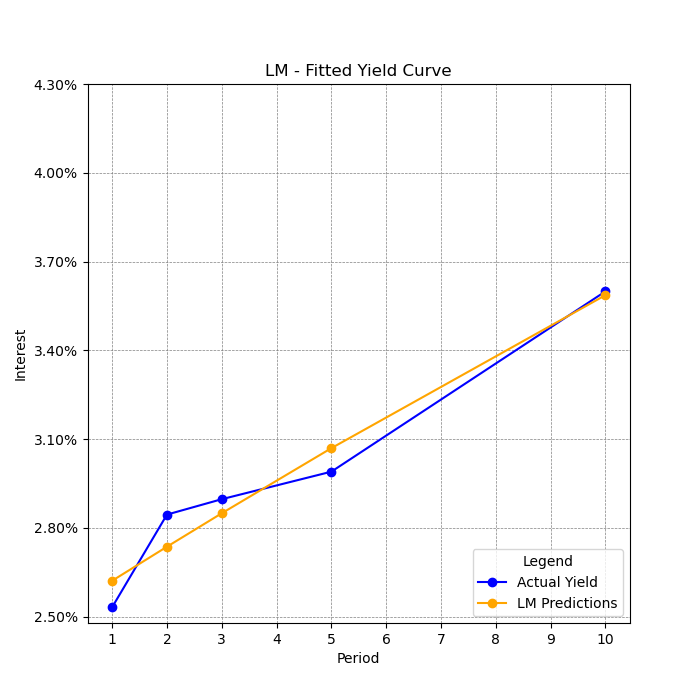 LM - Fitted Yield Curve
4.30%
4.00%
3.70%
3.40%
3.10%
2.80%
2.50%
Interest
1 2 3 4 5 6 7 8 9 10
Period
Legend
Actual Yield
LM Predictions